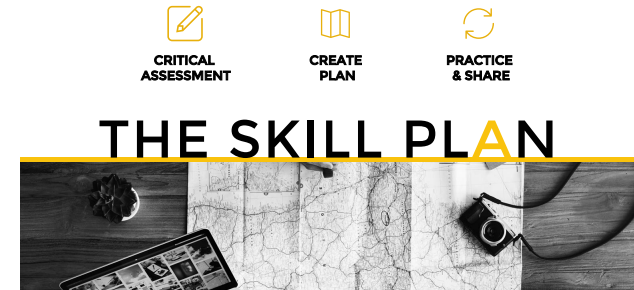 CRITICAL
ASSESSMENT
CREATE
PLAN
PRACTICE
& SHARE
THE SKILL PLAN